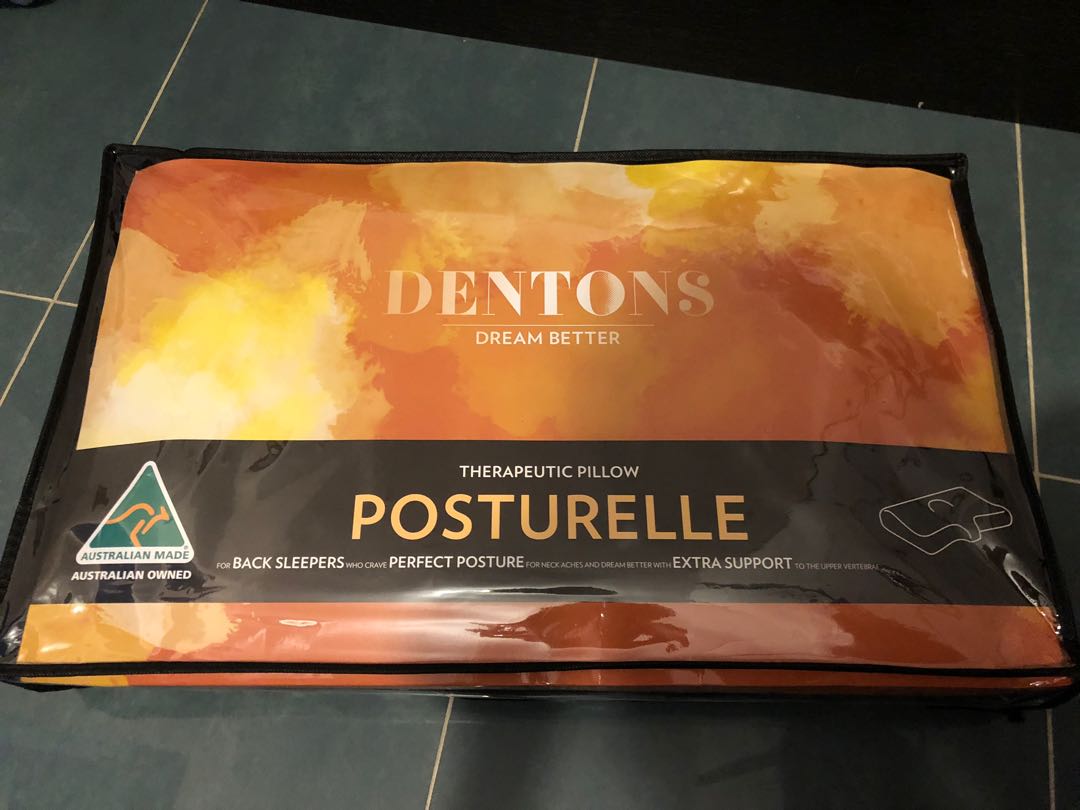 DENTONS
DREAM BETTER
THERAPEUTIC PILLOW
POSTURELLE
AUSTRALIAN MADE
AUSTRALIAN OWNED
FOR BACK SLEEPERS WHO CRAVE PERFECT POSTURE FOR NECK ACHES AND DREAM BETTER WITH EXTRA SUPPORT TO THE UPPER VERTEBRAE